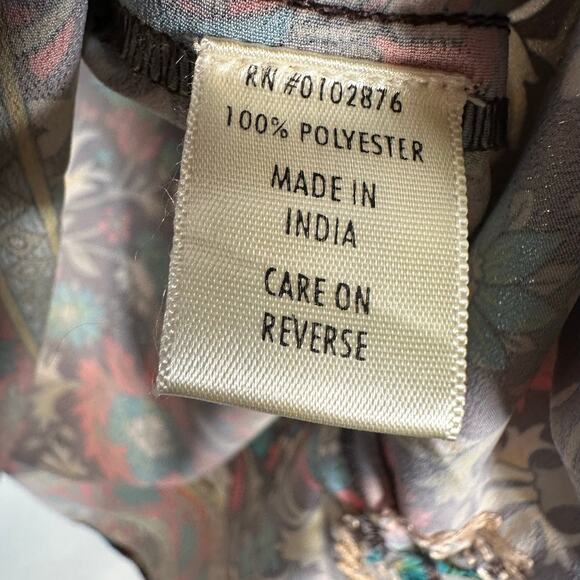 RN #0102876
100% POLYESTER
MADE IN
INDIA
CARE ON
REVERSE